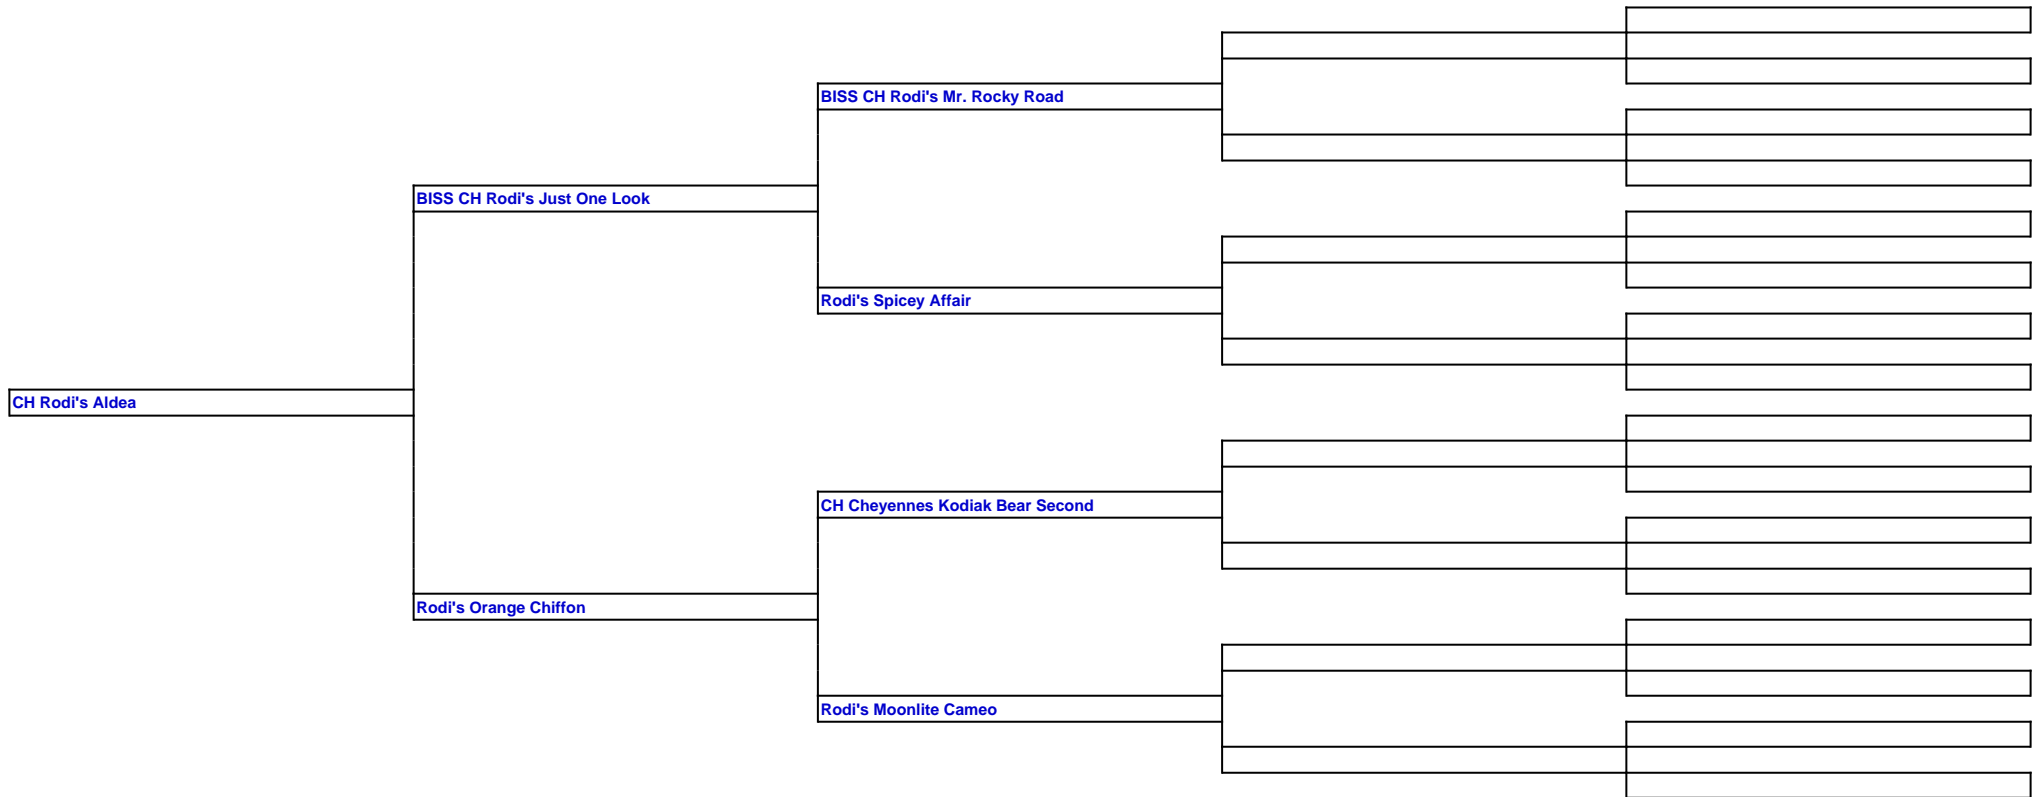 BISS CH Rodi's Mr. Rocky Road
BISS CH Rodi's Just One Look
Rodi's Spicey Affair
CH Rodi's Aldea
CH Cheyennes Kodiak Bear Second
Rodi's Orange Chiffon
Rodi's Moonlite Cameo